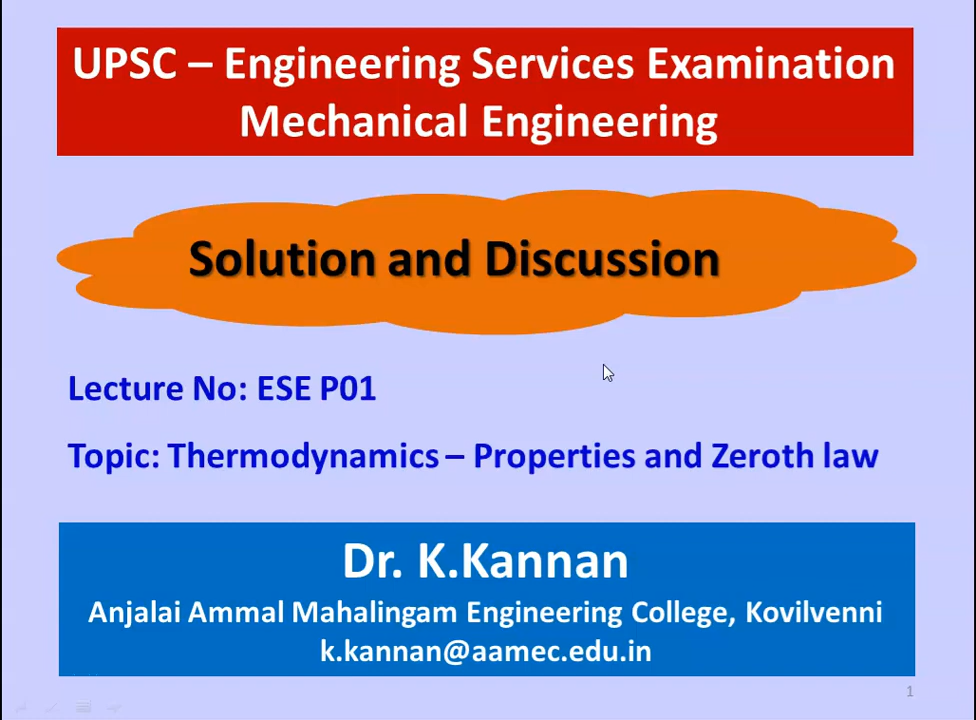 UPSC – Engineering Services Examination
Mechanical Engineering
Solution and Discussion
Lecture No: ESE P01
Topic: Thermodynamics – Properties and Zeroth law
Dr. K.Kannan
Anjalai Ammal Mahalingam Engineering College, Kovilvenni
k.kannan@aamec.edu.in
1